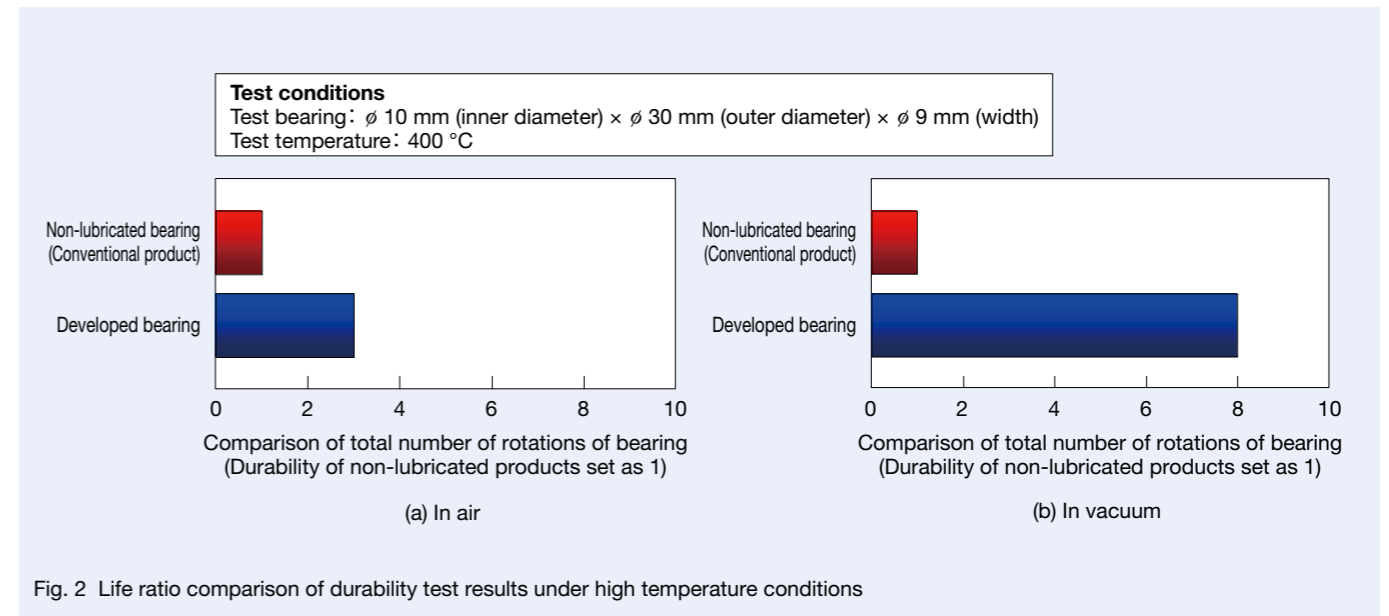 Test conditions
Test bearing: ø 10 mm (inner diameter) × ø 30 mm (outer diameter) × ø 9 mm (width)
Test temperature: 400 °C
Non-lubricated bearing
(Conventional product)
Developed bearing
0 2 4 6 8 10
Comparison of total number of rotations of bearing
(Durability of non-lubricated products set as 1)
(a) In air
Non-lubricated bearing
(Conventional product)
Developed bearing
0 2 4 6 8 10
Comparison of total number of rotations of bearing
(Durability of non-lubricated products set as 1)
(b) In vacuum
Fig. 2 Life ratio comparison of durability test results under high temperature conditions